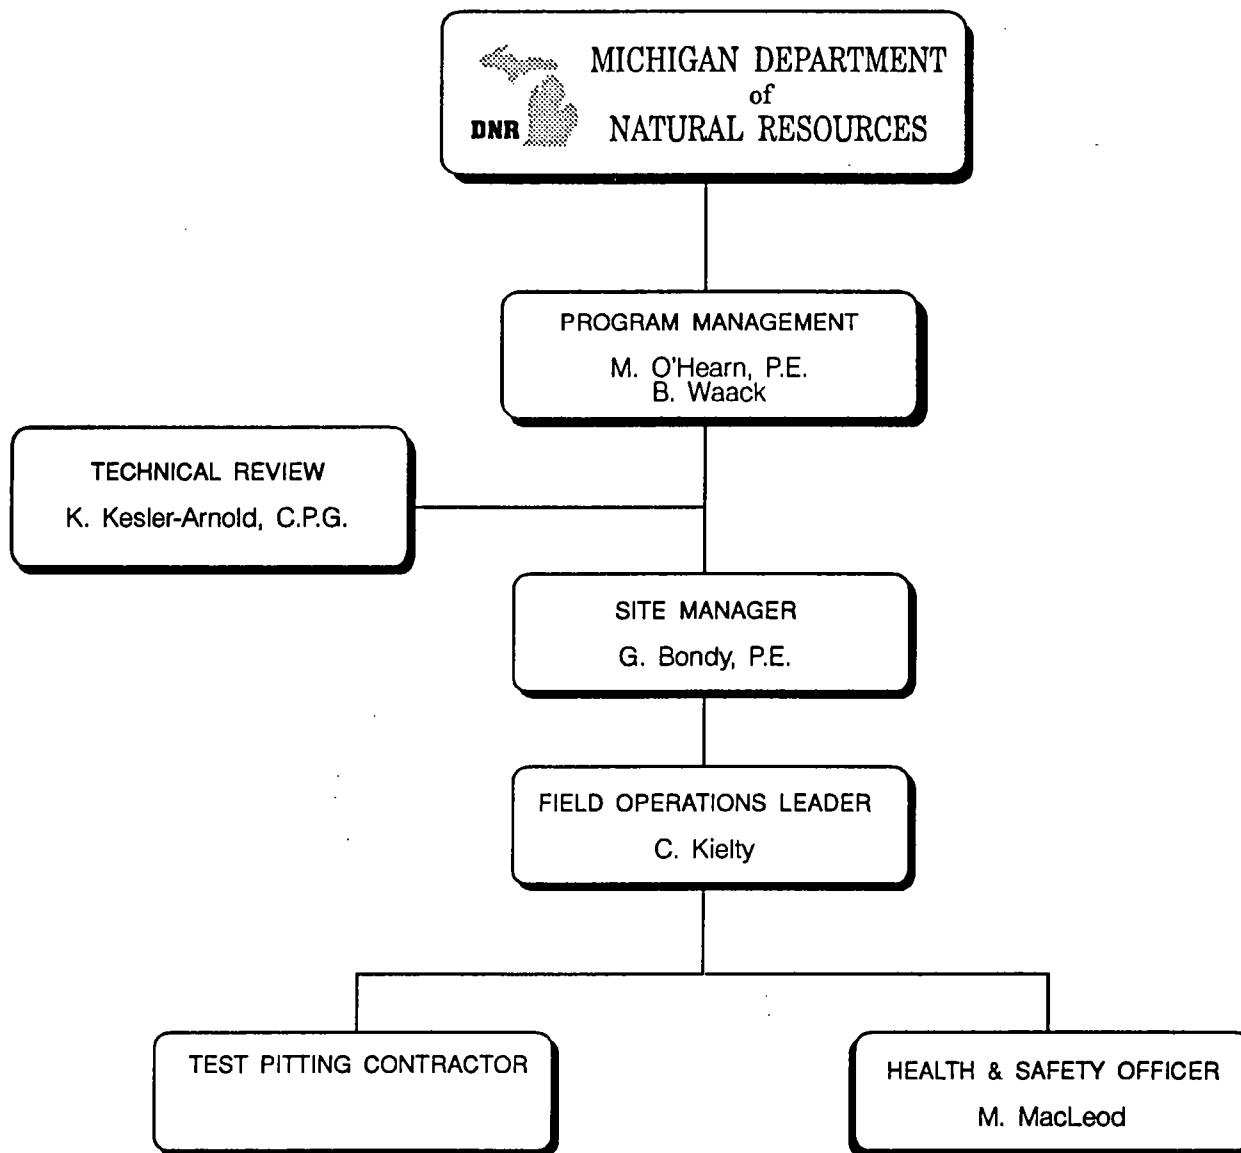 MICHIGAN DEPARTMENT
of
NATURAL RESOURCES
DNR
PROGRAM MANAGEMENT
M. O'Hearn, P.E.
B. Waack
TECHNICAL REVIEW
K. Kesler-Arnold, C.P.G.
SITE MANAGER
G. Bondy, P.E.
FIELD OPERATIONS LEADER
C. Kielty
TEST PITTING CONTRACTOR
HEALTH & SAFETY OFFICER
M. MacLeod